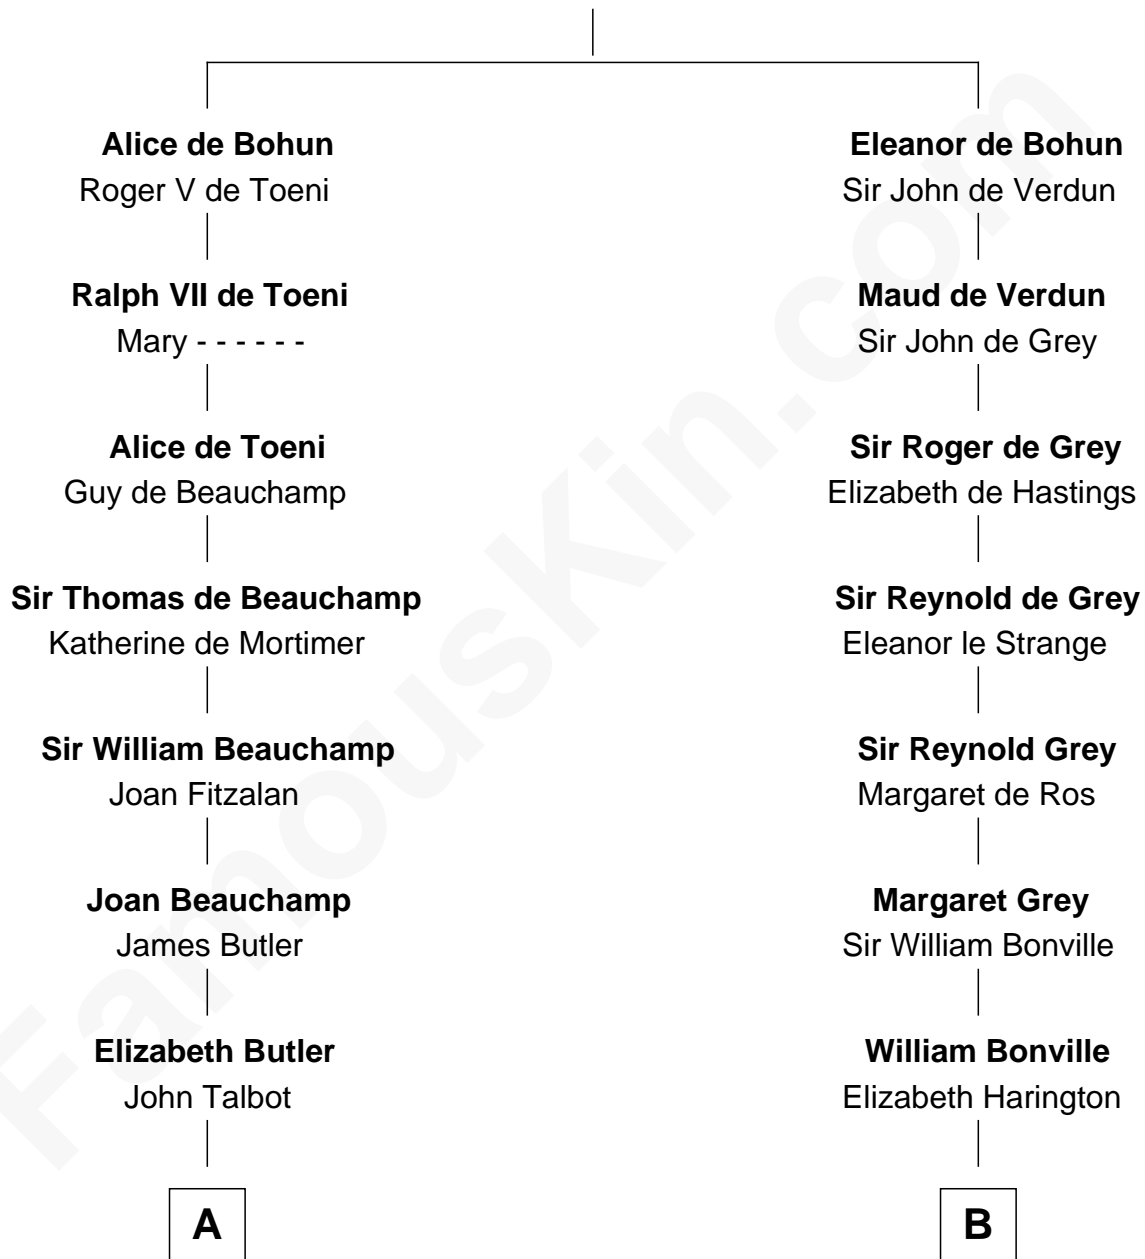 Alice de Bohun
Roger V de Toeni
Ralph VII de Toeni
Mary - - - - - -
Alice de Toeni
Guy de Beauchamp
Sir Thomas de Beauchamp
Katherine de Mortimer
Sir William Beauchamp
Joan Fitzalan
Joan Beauchamp
James Butler
Elizabeth Butler
John Talbot
A
Eleanor de Bohun
Sir John de Verdun
Maud de Verdun
Sir John de Grey
Sir Roger de Grey
Elizabeth de Hastings
Sir Reynold de Grey
Eleanor le Strange
Sir Reynold Grey
Margaret de Ros
Margaret Grey
Sir William Bonville
William Bonville
Elizabeth Harington
B
FamousKin.com